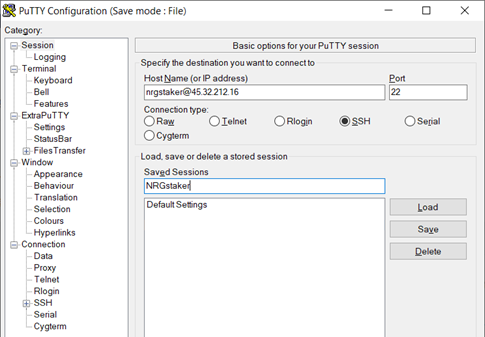 PuTTY Configuration (Save mode : File)
Category:
Session
Logging
Terminal
Keyboard
Bell
Features
ExtraPuTTY
Settings
StatusBar
FilesTransfer
Window
Appearance
Behaviour
Translation
Selection
Colours
Hyperlinks
Connection
Data
Proxy
Telnet
Rlogin
SSH
Serial
Cygterm
Basic options for your PuTTY session
Specify the destination you want to connect to
Host Name (or IP address) Port
nrgstaker@45.32.212.16 22
Connection type:
Raw Telnet Rlogin SSH Serial
Cygterm
Load, save or delete a stored session
Saved Sessions
NRGstaker
Default Settings
Load
Save
Delete